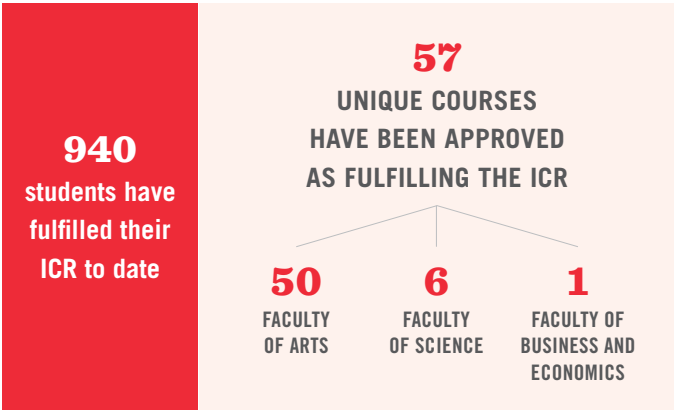 940
students have
fulfilled their
ICR to date
57
UNIQUE COURSES
HAVE BEEN APPROVED
AS FULFILLING THE ICR
50
FACULTY
OF ARTS
6
FACULTY
OF SCIENCE
1
FACULTY OF
BUSINESS AND
ECONOMICS